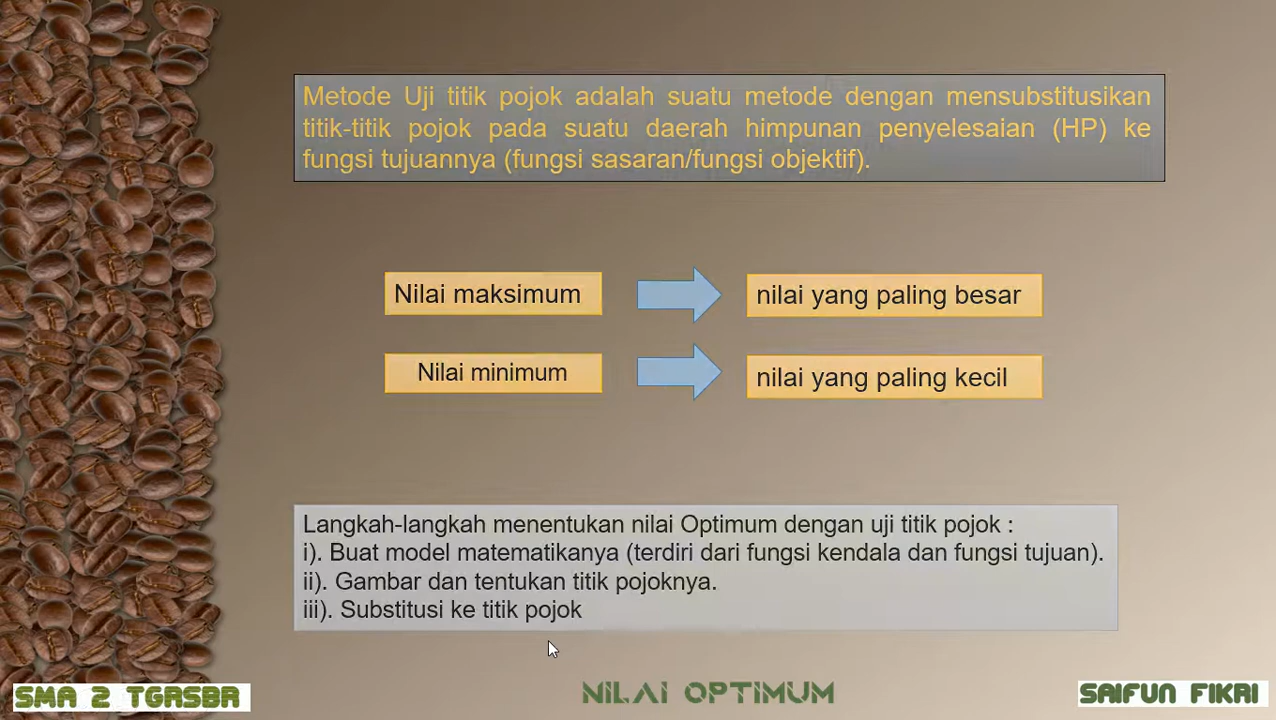 Metode Uji titik pojok adalah suatu metode dengan mensubstitusikan
titik-titik pojok pada suatu daerah himpunan penyelesaian (HP) ke
fungsi tujuannya (fungsi sasaran/fungsi objektif).
Nilai maksimum
nilai yang paling besar
Nilai minimum
nilai yang paling kecil
Langkah-langkah menentukan nilai Optimum dengan uji titik pojok :
i). Buat model matematikanya (terdiri dari fungsi kendala dan fungsi tujuan).
ii). Gambar dan tentukan titik pojoknya.
iii). Substitusi ke titik pojok
SMA 2 TGRSBR
NILAI OPTIMUM
SAIFUN FIKRI